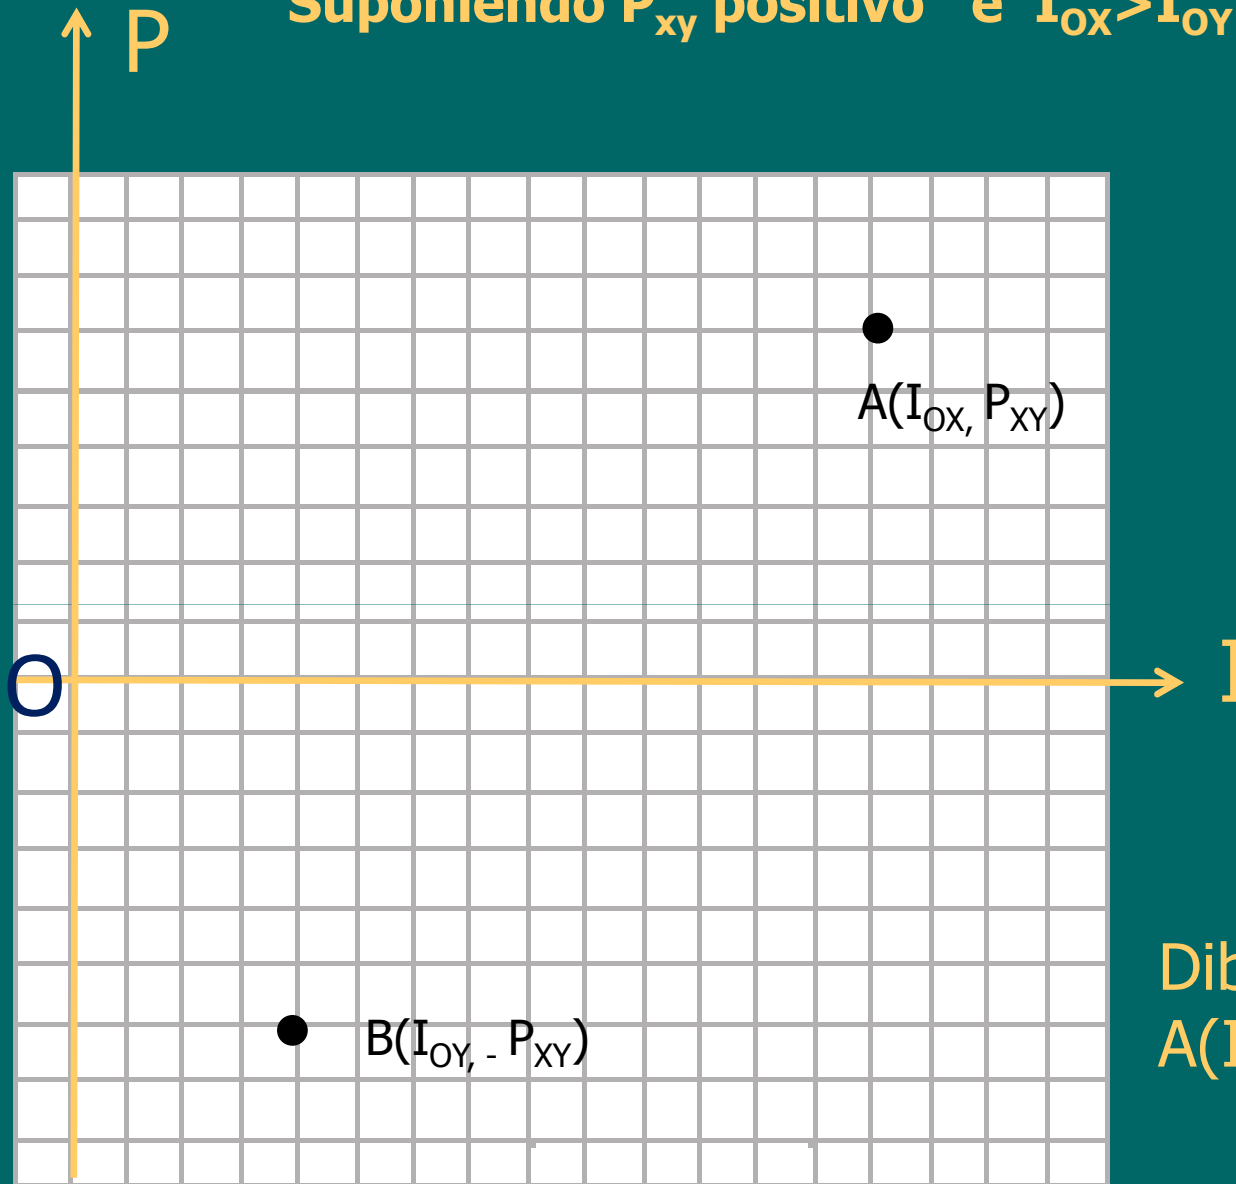 Suponiendo Pxy positivo e IOX>IOY
P
A(IOX, PXY)
O
I
B(IOY, - PXY)
Dib
A(I